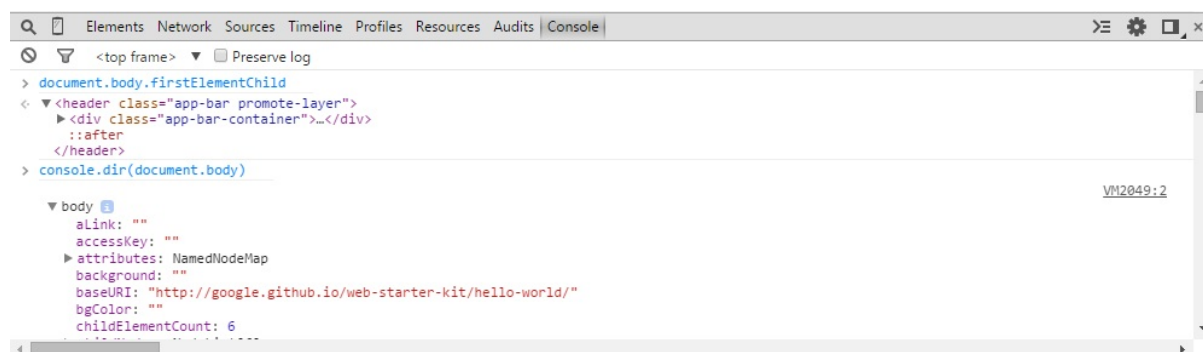 Elements Network Sources Timeline Profiles Resources Audits Console
<top frame> ▼ Preserve log
> document.body.firstElementChild
<· ▼<header class="app-bar promote-layer">
▶<div class="app-bar-container">…</div>
::after
</header>
> console.dir(document.body)
VM2049:2
▼ body i
aLink: ""
accessKey: ""
▶ attributes: NamedNodeMap
background: ""
baseURI: "http://google.github.io/web-starter-kit/hello-world/"
bgColor: ""
childElementCount: 6